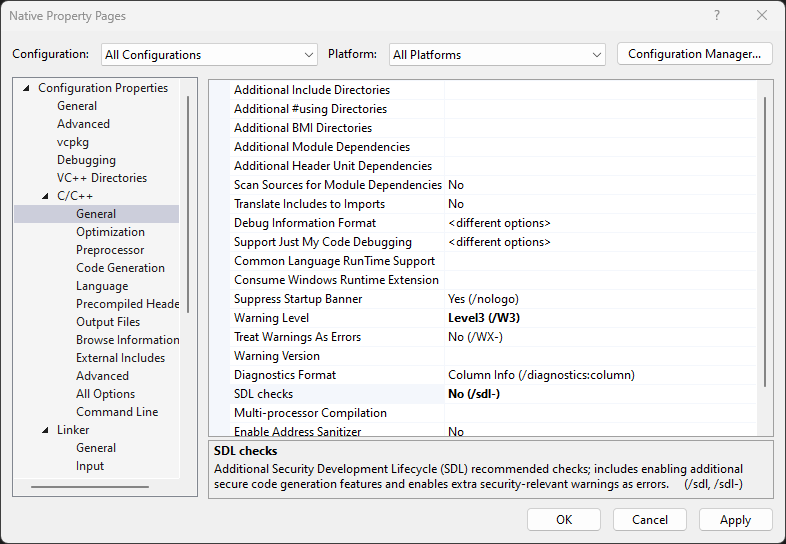 Native Property Pages
?
Configuration: All Configurations Platform: All Platforms Configuration Manager...
Configuration Properties
General
Advanced
vcpkg
Debugging
VC++ Directories
C/C++
General
Optimization
Preprocessor
Code Generation
Language
Precompiled Heade
Output Files
Browse Information
External Includes
Advanced
All Options
Command Line
Linker
General
Input
Additional Include Directories
Additional #using Directories
Additional BMI Directories
Additional Module Dependencies
Additional Header Unit Dependencies
Scan Sources for Module Dependencies No
Translate Includes to Imports No
Debug Information Format <different options>
Support Just My Code Debugging <different options>
Common Language RunTime Support
Consume Windows Runtime Extension
Suppress Startup Banner Yes (/nologo)
Warning Level Level3 (/W3)
Treat Warnings As Errors No (/WX-)
Warning Version
Diagnostics Format Column Info (/diagnostics:column)
SDL checks No (/sdl-)
Multi-processor Compilation
Enable Address Sanitizer No
SDL checks
Additional Security Development Lifecycle (SDL) recommended checks; includes enabling additional
secure code generation features and enables extra security-relevant warnings as errors. (/sdl, /sdl-)
OK Cancel Apply